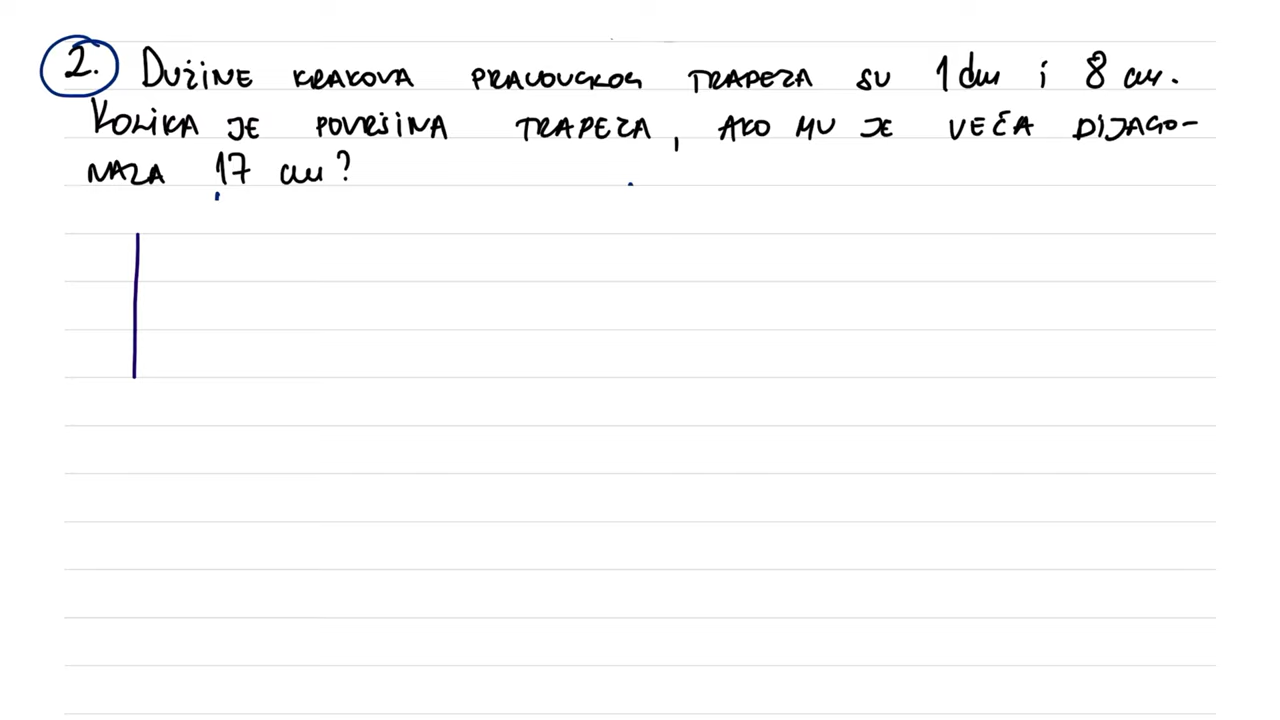 2. DUŽINE KRAKOVA PRAVOUGLOG TRAPEZA SU 1 dm i 8 cm.
KOLIKA JE POVRŠINA TRAPEZA, AKO MU JE VEĆA DIJAGO-
NALA 17 cm?